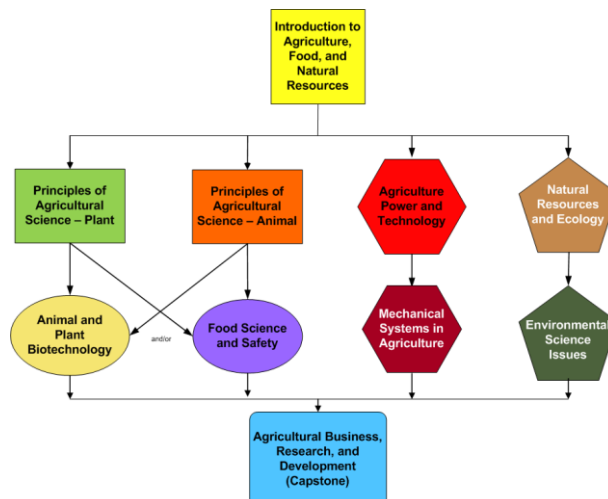 Introduction to
Agriculture,
Food, and
Natural
Resources
Principles of
Agricultural
Science – Plant
Principles of
Agricultural
Science – Animal
Agriculture
Power and
Technology
Natural
Resources
and Ecology
Animal and
Plant
Biotechnology
and/or
Food Science
and Safety
Mechanical
Systems in
Agriculture
Environmental
Science
Issues
Agricultural Business,
Research, and
Development
(Capstone)